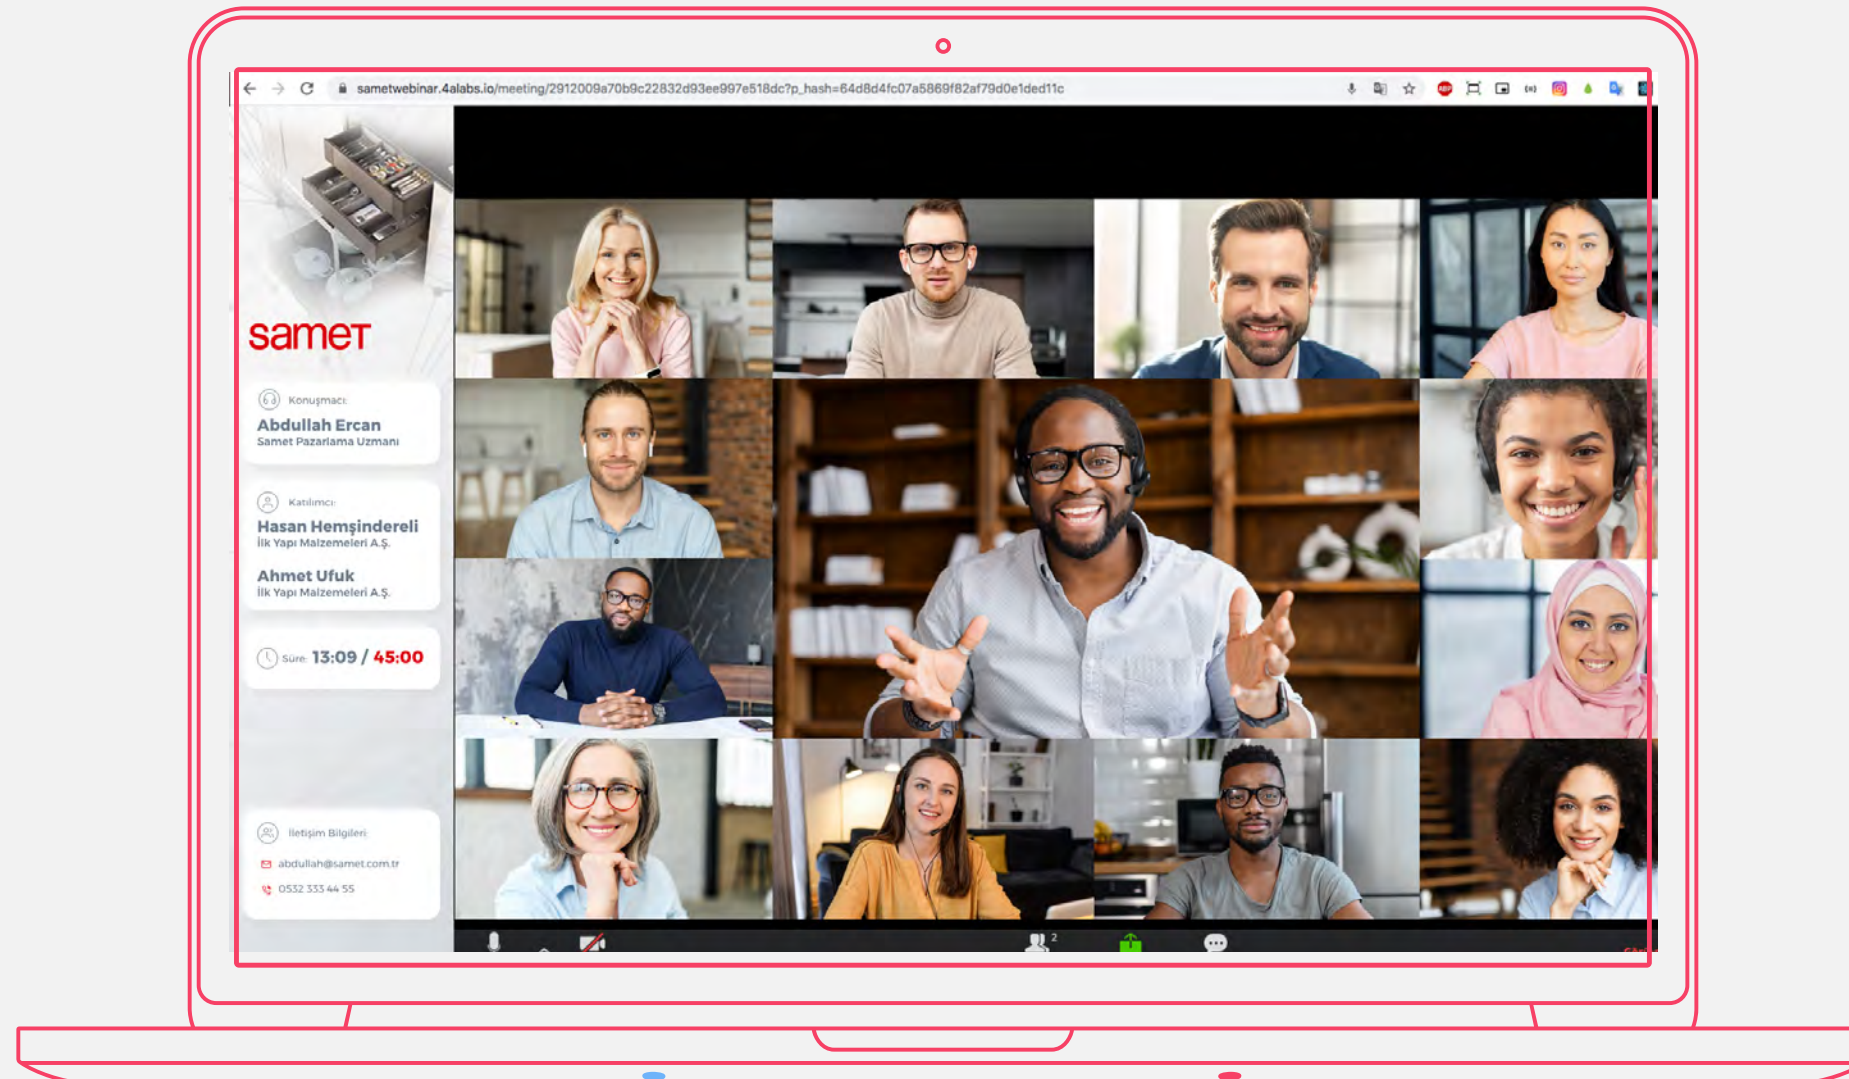 sametwebinar.4alabs.io/meeting/2912009a70b9c22832d93ee997e518dc?p_hash=64d8d4fc07a5869f82af79d0e1ded11c
ABP
samet
Konuşmacı:
Abdullah Ercan
Samet Pazarlama Uzmanı
Katılımcı:
Hasan Hemşindereli
İlk Yapı Malzemeleri A.Ş.
Ahmet Ufuk
İlk Yapı Malzemeleri A.Ş.
Süre: 13:09 / 45:00
İletişim Bilgileri:
abdullah@samet.com.tr
0532 333 44 55
2